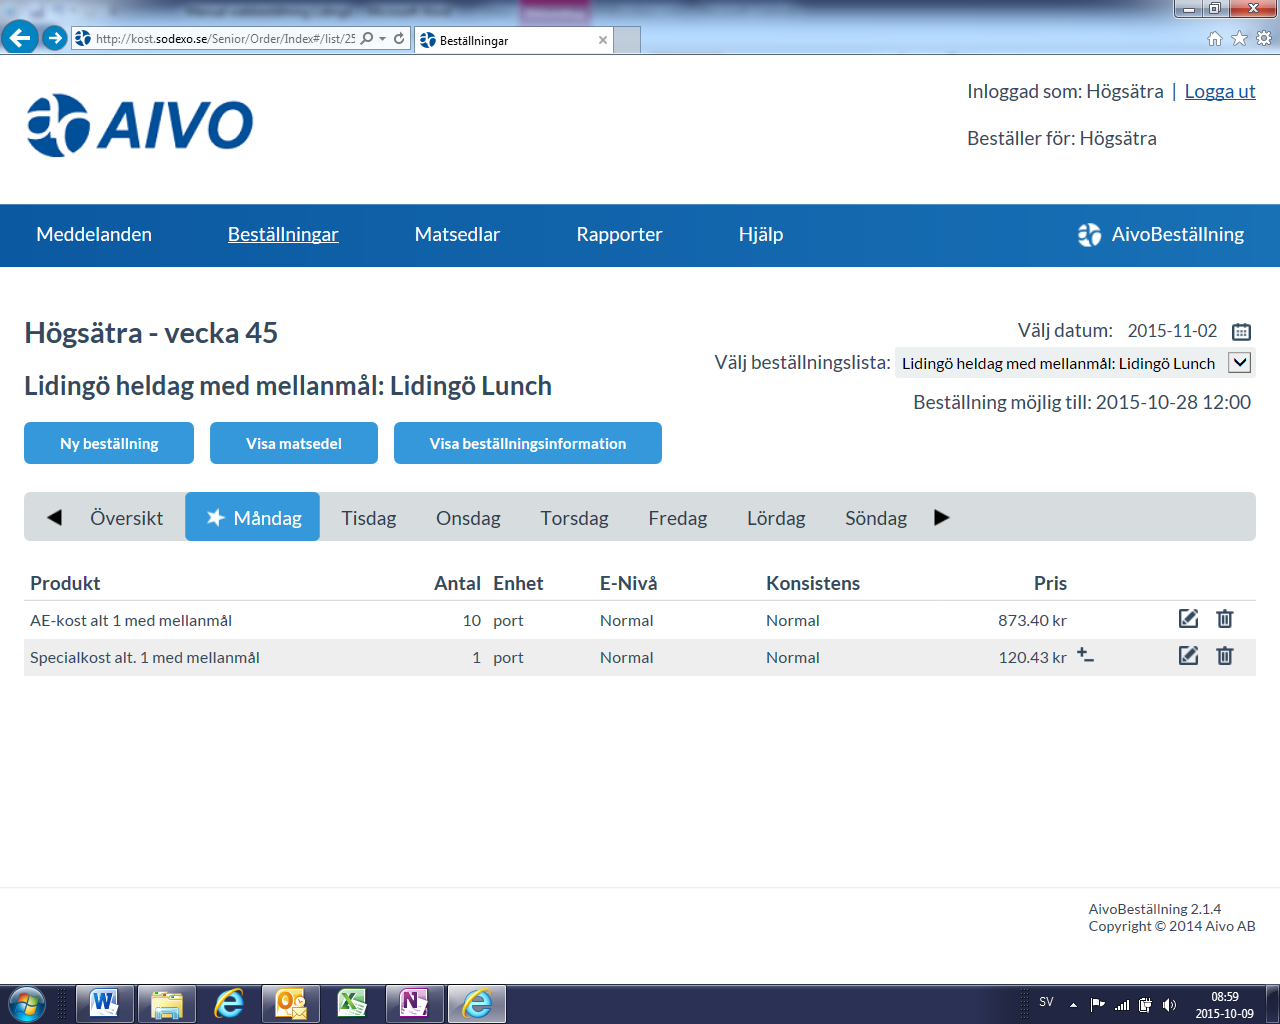 http://kost.sodexo.se/Senior/Order/Index#/list/25
Beställningar
AIVO
Inloggad som: Högsätra | Logga ut
Beställer för: Högsätra
Meddelanden Beställningar Matsedlar Rapporter Hjälp AivoBeställning
Högsätra - vecka 45
Välj datum: 2015-11-02
Välj beställningslista: Lidingö heldag med mellanmål: Lidingö Lunch
Lidingö heldag med mellanmål: Lidingö Lunch
Beställning möjlig till: 2015-10-28 12:00
Ny beställning Visa matsedel Visa beställningsinformation
Översikt Måndag Tisdag Onsdag Torsdag Fredag Lördag Söndag
Produkt Antal Enhet E-Nivå Konsistens Pris
AE-kost alt 1 med mellanmål 10 port Normal Normal 873.40 kr
Specialkost alt. 1 med mellanmål 1 port Normal Normal 120.43 kr
AivoBeställning 2.1.4
Copyright © 2014 Aivo AB
SV
08:59
2015-10-09